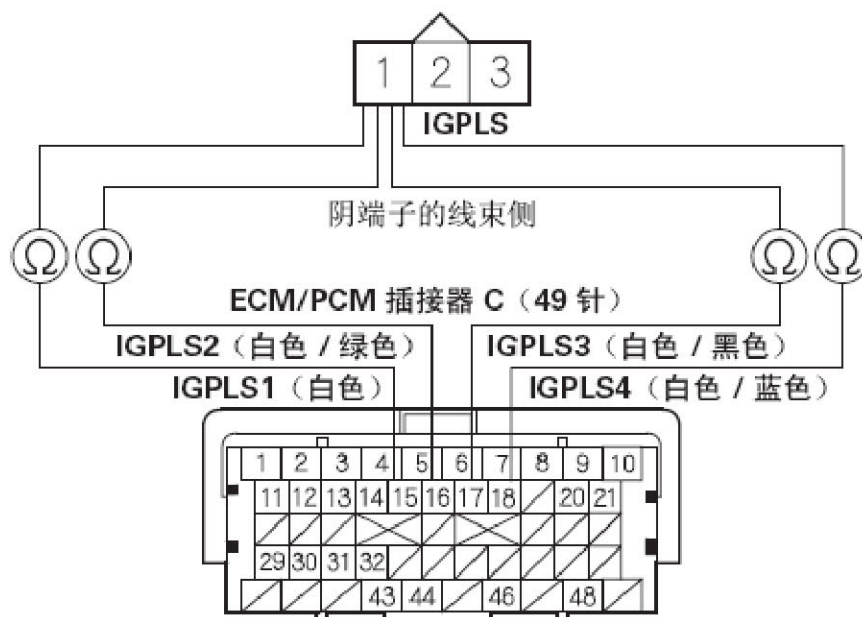 1 2 3
IGPLS
阴端子的线束侧
Ω Ω Ω Ω
ECM/PCM 插接器 C（49 针）
IGPLS2（白色 / 绿色） IGPLS3（白色 / 黑色）
IGPLS1（白色） IGPLS4（白色 / 蓝色）
1 2 3 4 5 6 7 8 9 10
11 12 13 14 15 16 17 18 20 21
29 30 31 32
43 44 46 48